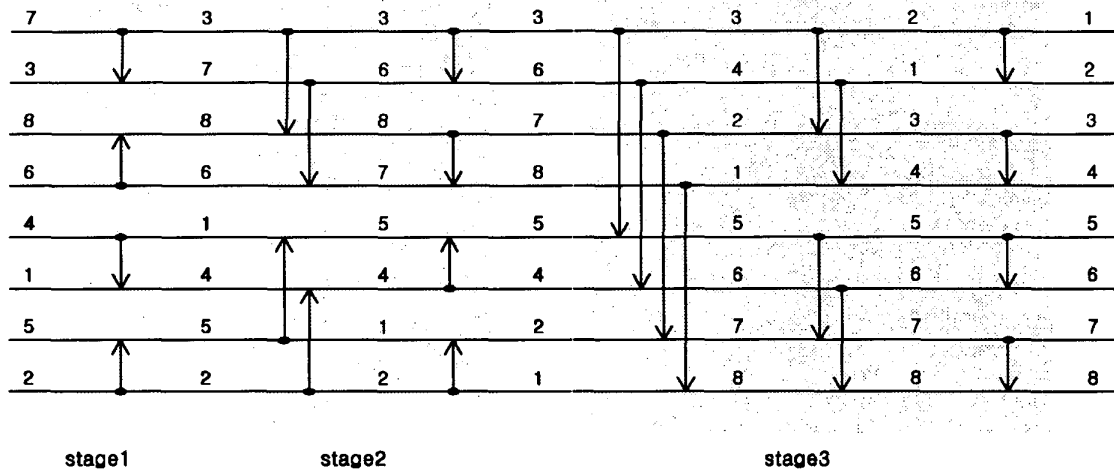 7 3 3 3 3 2 1
3 7 6 6 4 1 2
8 8 8 7 2 3 3
6 6 7 8 1 4 4
4 1 5 5 5 5 5
1 4 4 4 6 6 6
5 5 1 2 7 7 7
2 2 2 1 8 8 8
stage1 stage2 stage3